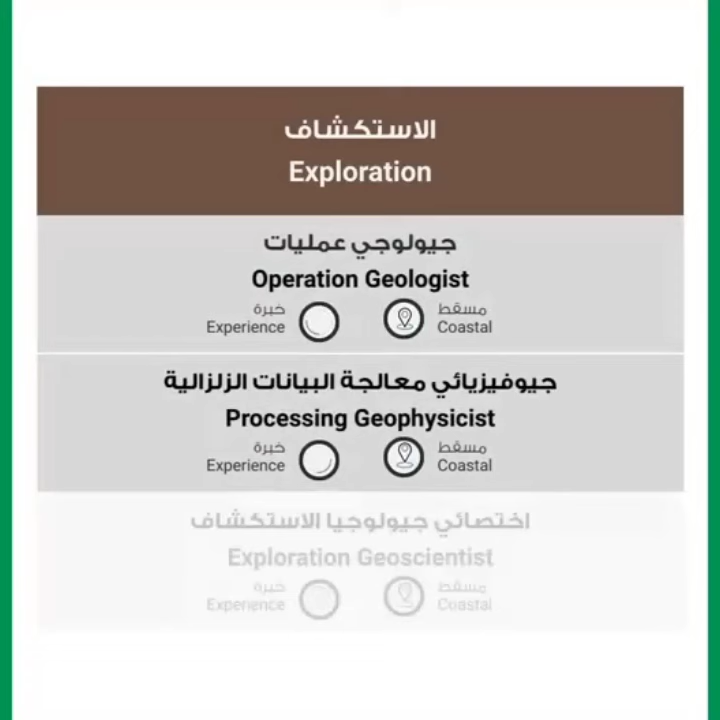 الاستكشاف
Exploration
جيولوجي عمليات
Operation Geologist
خبرة
Experience
مسقط
Coastal
جيوفيزيائي معالجة البيانات الزلزالية
Processing Geophysicist
خبرة
Experience
مسقط
Coastal
اختصائي جيولوجيا الاستكشاف
Exploration Geoscientist
خبرة
Experience
مسقط
Coastal